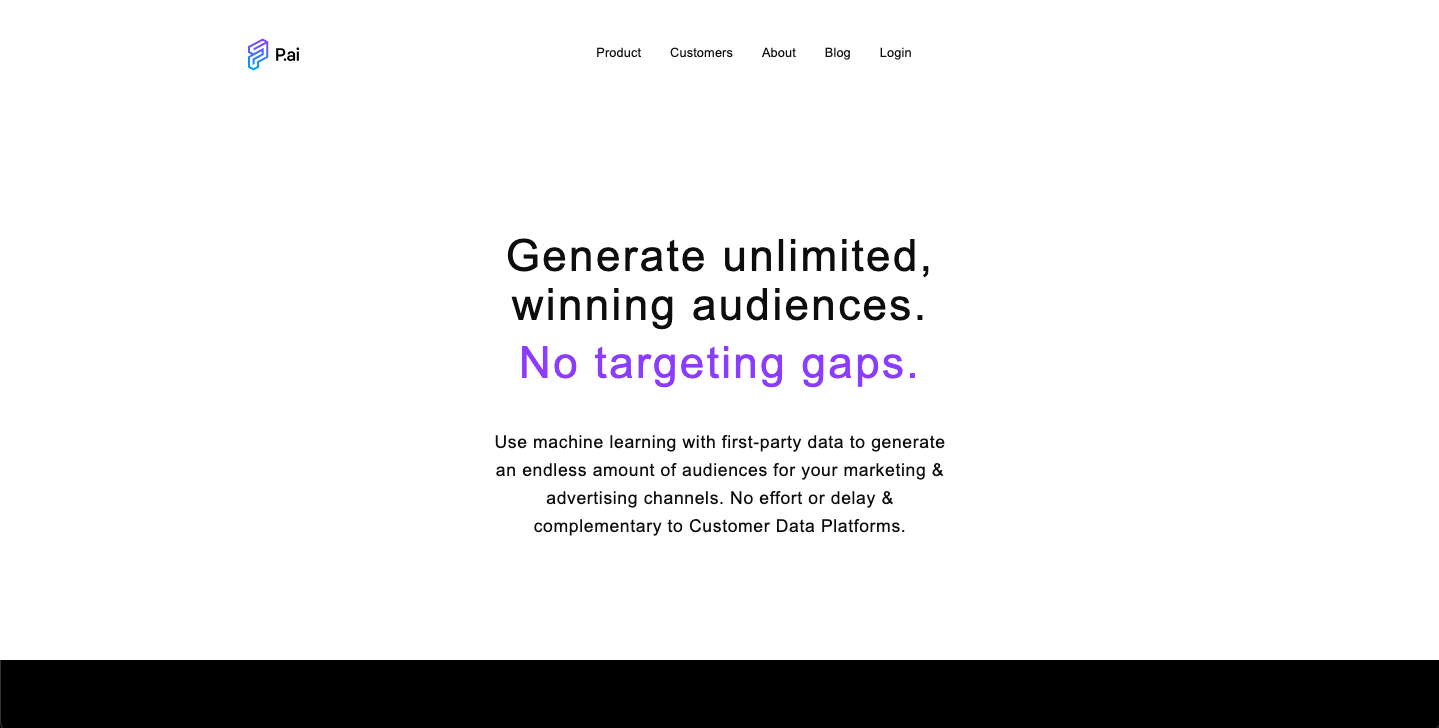 P.ai
Product
Customers
About
Blog
Login
Generate unlimited,
winning audiences.
No targeting gaps.
Use machine learning with first-party data to generate
an endless amount of audiences for your marketing &
advertising channels. No effort or delay &
complementary to Customer Data Platforms.